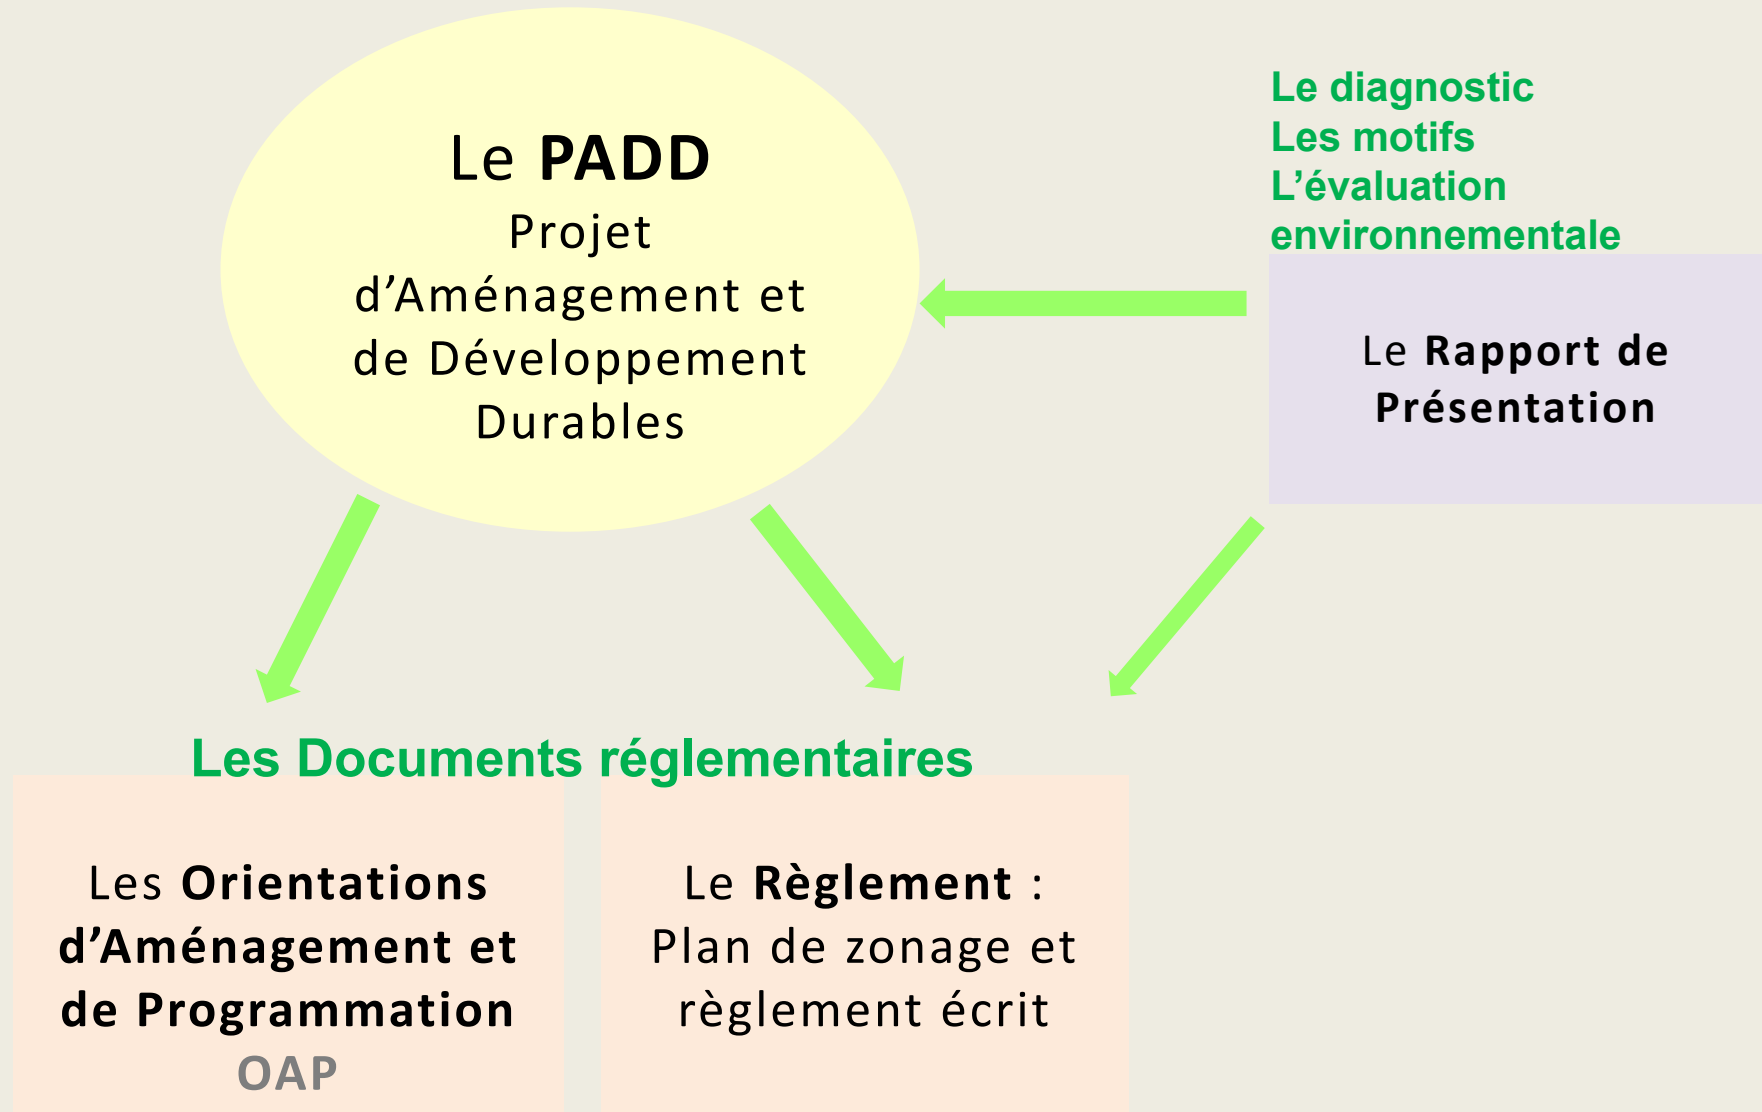 Le PADD
Projet
d’Aménagement et
de Développement
Durables
Le diagnostic
Les motifs
L’évaluation
environnementale
Le Rapport de
Présentation
Les Documents réglementaires
Les Orientations
d’Aménagement et
de Programmation
OAP
Le Règlement :
Plan de zonage et
règlement écrit